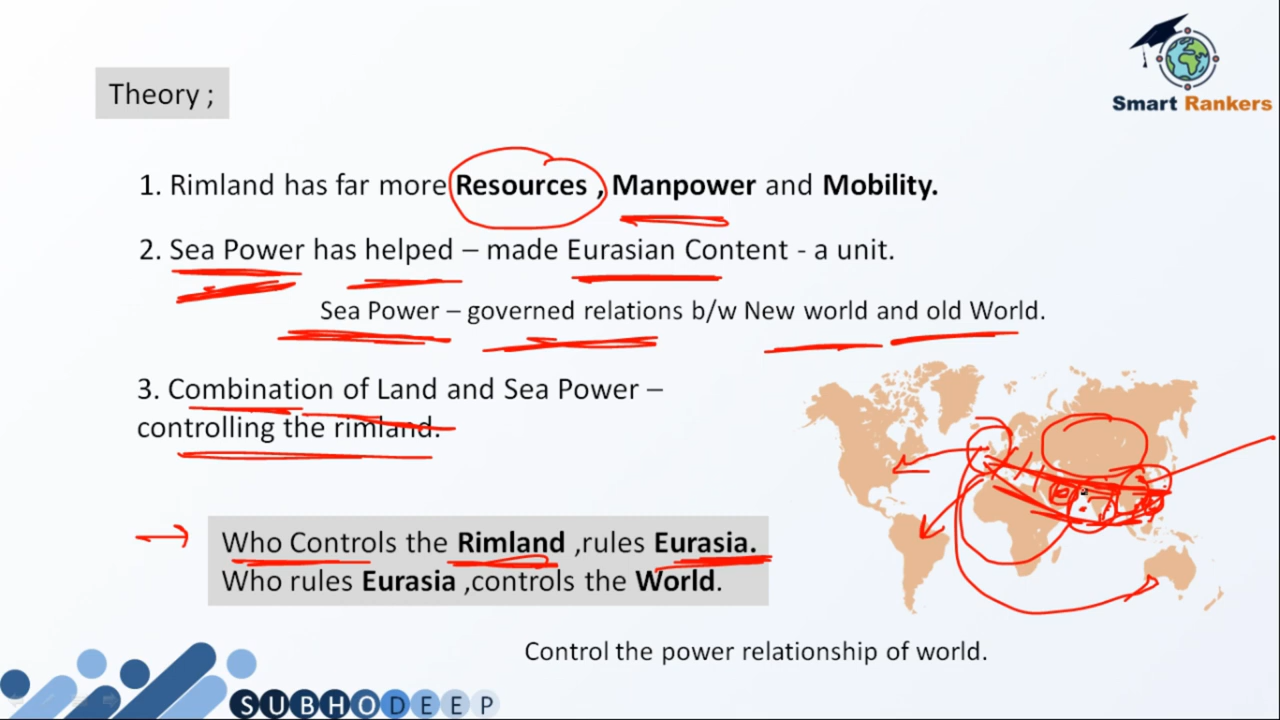 Theory ;
Smart Rankers
1. Rimland has far more Resources , Manpower and Mobility.
2. Sea Power has helped – made Eurasian Content - a unit.
Sea Power – governed relations b/w New world and old World.
3. Combination of Land and Sea Power –
controlling the rimland.
Who Controls the Rimland ,rules Eurasia.
Who rules Eurasia ,controls the World.
Control the power relationship of world.
SUBHODEEP